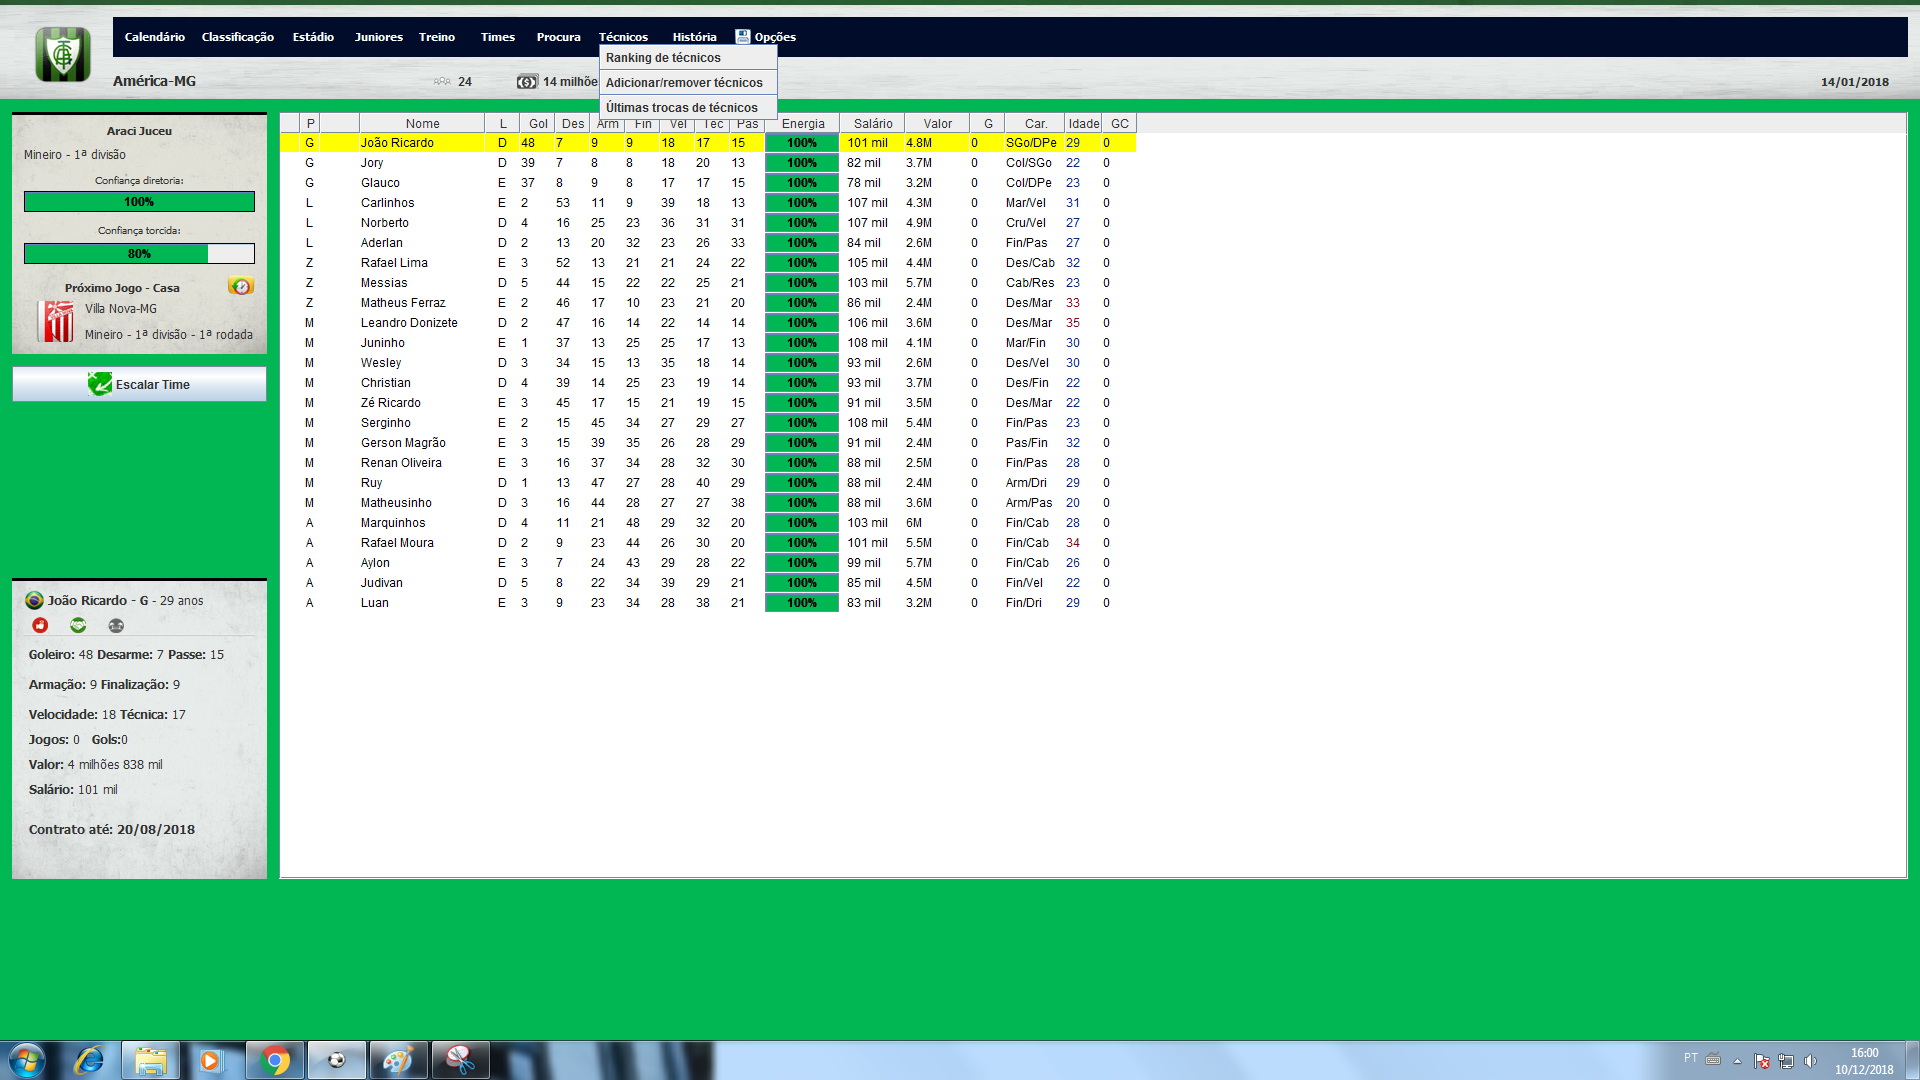 Calendário Classificação Estádio Juniores Treino Times Procura Técnicos História Opções
Ranking de técnicos
Adicionar/remover técnicos
Últimas trocas de técnicos
América-MG 24 14 milhõe 14/01/2018
Araci Juceu
Mineiro - 1ª divisão
Confiança diretoria:
100%
Confiança torcida:
80%
Próximo Jogo - Casa
Villa Nova-MG
Mineiro - 1ª divisão - 1ª rodada
Escalar Time
P Nome L Gol Des Arm Fin Vel Tec Pas Energia Salário Valor G Car. Idade GC
G João Ricardo D 48 7 9 9 18 17 15 100% 101 mil 4.8M 0 SGo/DPe 29 0
G Jory D 39 7 8 8 18 20 13 100% 82 mil 3.7M 0 Col/SGo 22 0
G Glauco E 37 8 9 8 17 17 15 100% 78 mil 3.2M 0 Col/DPe 23 0
L Carlinhos E 2 53 11 9 39 18 13 100% 107 mil 4.3M 0 Mar/Vel 31 0
L Norberto D 4 16 25 23 36 31 31 100% 107 mil 4.9M 0 Cru/Vel 27 0
L Aderlan D 2 13 20 32 23 26 33 100% 84 mil 2.6M 0 Fin/Pas 27 0
Z Rafael Lima E 3 52 13 21 21 24 22 100% 105 mil 4.4M 0 Des/Cab 32 0
Z Messias D 5 44 15 22 22 25 21 100% 103 mil 5.7M 0 Cab/Res 23 0
Z Matheus Ferraz E 2 46 17 10 23 21 20 100% 86 mil 2.4M 0 Des/Mar 33 0
M Leandro Donizete D 2 47 16 14 22 14 14 100% 106 mil 3.6M 0 Des/Mar 35 0
M Juninho E 1 37 13 25 25 17 13 100% 108 mil 4.1M 0 Mar/Fin 30 0
M Wesley D 3 34 15 13 35 18 14 100% 93 mil 2.6M 0 Des/Vel 30 0
M Christian D 4 39 14 25 23 19 14 100% 93 mil 3.7M 0 Des/Fin 22 0
M Zé Ricardo E 3 45 17 15 21 19 15 100% 91 mil 3.5M 0 Des/Mar 22 0
M Serginho E 2 15 45 34 27 29 27 100% 108 mil 5.4M 0 Fin/Pas 23 0
M Gerson Magrão E 3 15 39 35 26 28 29 100% 91 mil 2.4M 0 Pas/Fin 32 0
M Renan Oliveira E 3 16 37 34 28 32 30 100% 88 mil 2.5M 0 Fin/Pas 28 0
M Ruy D 1 13 47 27 28 40 29 100% 88 mil 2.4M 0 Arm/Dri 29 0
M Matheusinho D 3 16 44 28 27 27 38 100% 88 mil 3.6M 0 Arm/Pas 20 0
A Marquinhos D 4 11 21 48 29 32 20 100% 103 mil 6M 0 Fin/Cab 28 0
A Rafael Moura D 2 9 23 44 26 30 20 100% 101 mil 5.5M 0 Fin/Cab 34 0
A Aylon E 3 7 24 43 29 28 22 100% 99 mil 5.7M 0 Fin/Cab 26 0
A Judivan D 5 8 22 34 39 29 21 100% 85 mil 4.5M 0 Fin/Vel 22 0
A Luan E 3 9 23 34 28 38 21 100% 83 mil 3.2M 0 Fin/Dri 29 0
João Ricardo - G - 29 anos
Goleiro: 48 Desarme: 7 Passe: 15
Armação: 9 Finalização: 9
Velocidade: 18 Técnica: 17
Jogos: 0 Gols:0
Valor: 4 milhões 838 mil
Salário: 101 mil
Contrato até: 20/08/2018
PT 16:00
10/12/2018